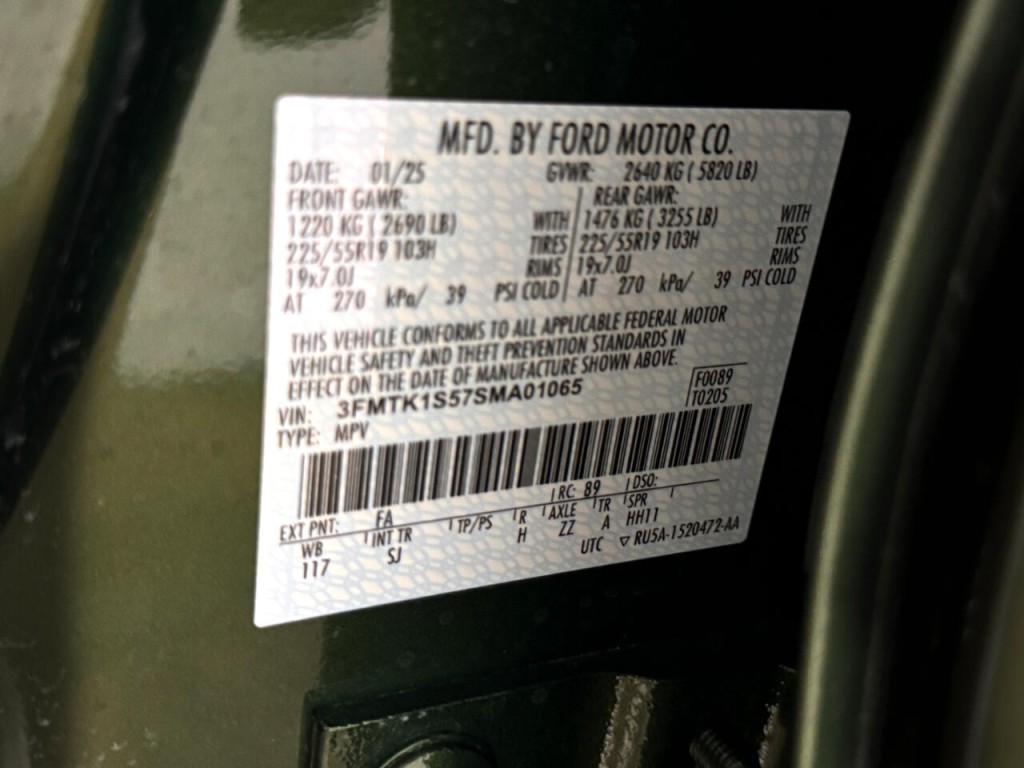 MFD. BY FORD MOTOR CO.
DATE: 01/25 GVWR: 2640 KG ( 5820 LB)
FRONT GAWR: REAR GAWR:
1220 KG ( 2690 LB) WITH 1476 KG ( 3255 LB) WITH
225/55R19 103H TIRES 225/55R19 103H TIRES
19x7.0J RIMS 19x7.0J RIMS
AT 270 kPa/ 39 PSI COLD AT 270 kPa/ 39 PSI COLD
THIS VEHICLE CONFORMS TO ALL APPLICABLE FEDERAL MOTOR
VEHICLE SAFETY AND THEFT PREVENTION STANDARDS IN
EFFECT ON THE DATE OF MANUFACTURE SHOWN ABOVE.
VIN: 3FMTK1S57SMA01065 F0089
TYPE: MPV T0205
EXT PNT: FA RC: 89 DSO:
WB INT TR TP/PS R AXLE TR SPR
117 SJ H ZZ A HH11
UTC ▽ RU5A-1520472-AA